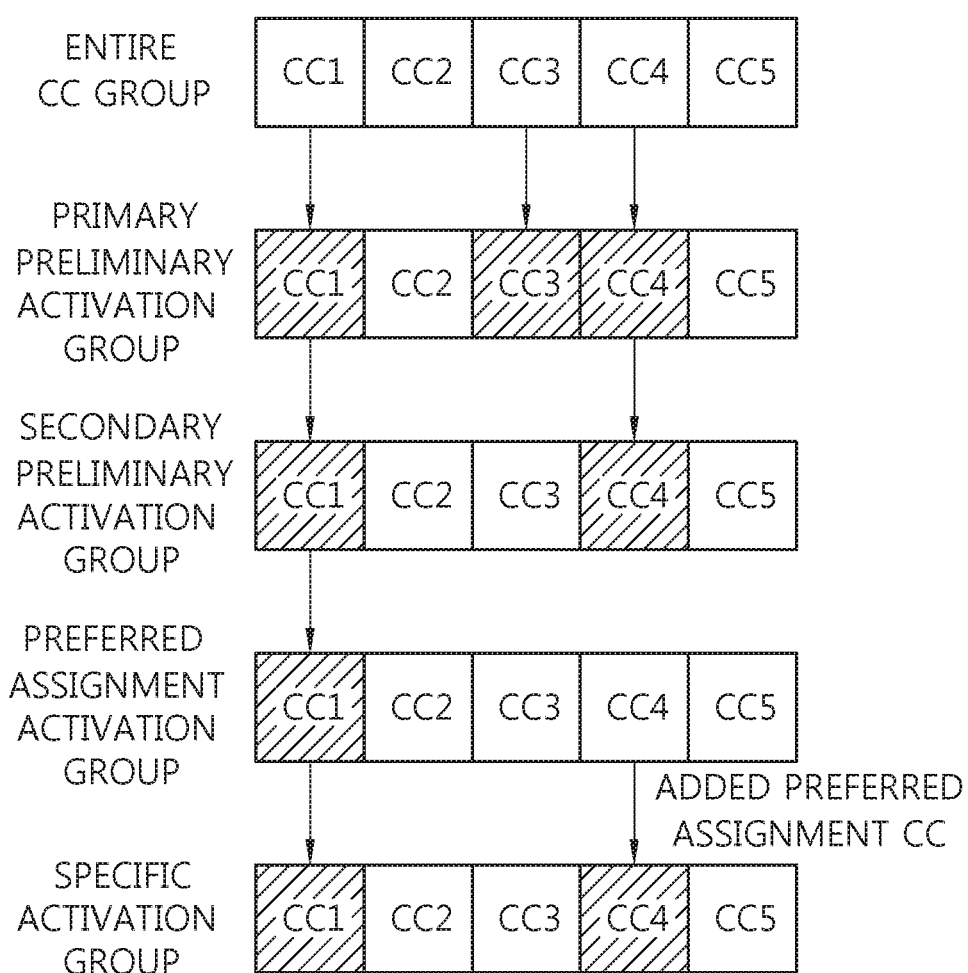 ENTIRE
CC GROUP
CC1 CC2 CC3 CC4 CC5
PRIMARY
PRELIMINARY
ACTIVATION
GROUP
CC1 CC2 CC3 CC4 CC5
SECONDARY
PRELIMINARY
ACTIVATION
GROUP
CC1 CC2 CC3 CC4 CC5
PREFERRED
ASSIGNMENT
ACTIVATION
GROUP
CC1 CC2 CC3 CC4 CC5
ADDED PREFERRED
ASSIGNMENT CC
SPECIFIC
ACTIVATION
GROUP
CC1 CC2 CC3 CC4 CC5